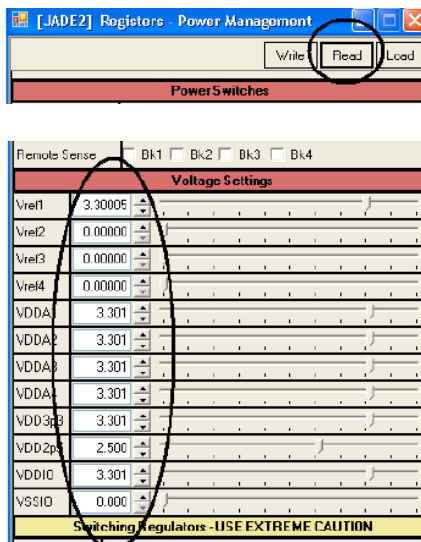 [JADE2] Registers - Power Management
Write Read Load
Power Switches
Remote Sense Bk1 Bk2 Bk3 Bk4
Voltage Settings
Vref1 3.30005
Vref2 0.00000
Vref3 0.00000
Vref4 0.00000
VDDA1 3.301
VDDA2 3.301
VDDA3 3.301
VDDA4 3.301
VDD3p3 3.301
VDD2p5 2.500
VDDIO 3.301
VSSIO 0.000
Switching Regulators - USE EXTREME CAUTION